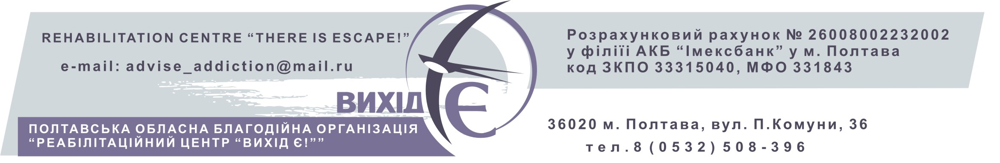 REHABILITATION CENTRE “THERE IS ESCAPE!”
e-mail: advise_addiction@mail.ru
ВИХІД Є
ПОЛТАВСЬКА ОБЛАСНА БЛАГОДІЙНА ОРГАНІЗАЦІЯ
“РЕАБІЛІТАЦІЙНИЙ ЦЕНТР “ВИХІД Є!””
Розрахунковий рахунок № 26008002232002
у філіїі АКБ “Імексбанк” у м. Полтава
код ЗКПО 33315040, МФО 331843
36020 м. Полтава, вул. П.Комуни, 36
тел.8 (0532) 508-396